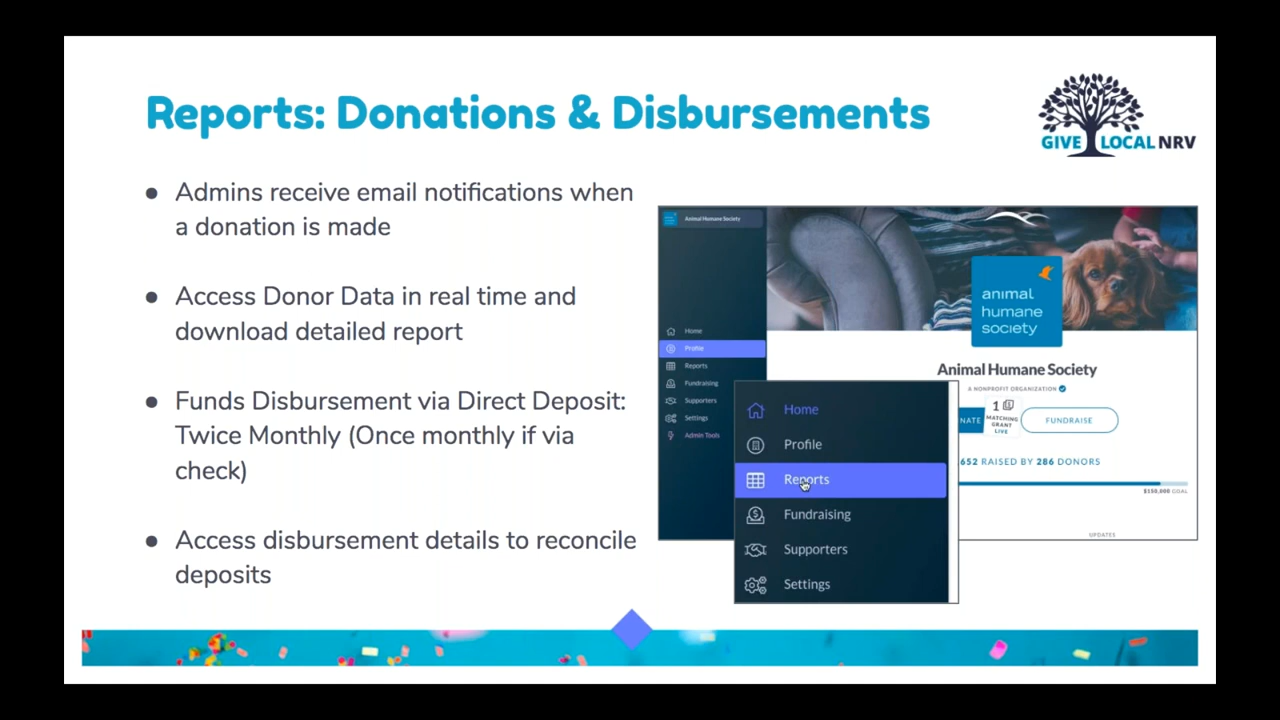 Reports: Donations & Disbursements
GIVE LOCAL NRV
● Admins receive email notifications when
a donation is made
● Access Donor Data in real time and
download detailed report
● Funds Disbursement via Direct Deposit:
Twice Monthly (Once monthly if via
check)
● Access disbursement details to reconcile
deposits
Animal Humane Society
Home
Profile
Reports
Fundraising
Supporters
Settings
Admin Tools
animal
humane
society
Animal Humane Society
A NONPROFIT ORGANIZATION
NATE
1
MATCHING
GRANT
LIVE
FUNDRAISE
652 RAISED BY 286 DONORS
$150,000 GOAL
UPDATES
Home
Profile
Reports
Fundraising
Supporters
Settings